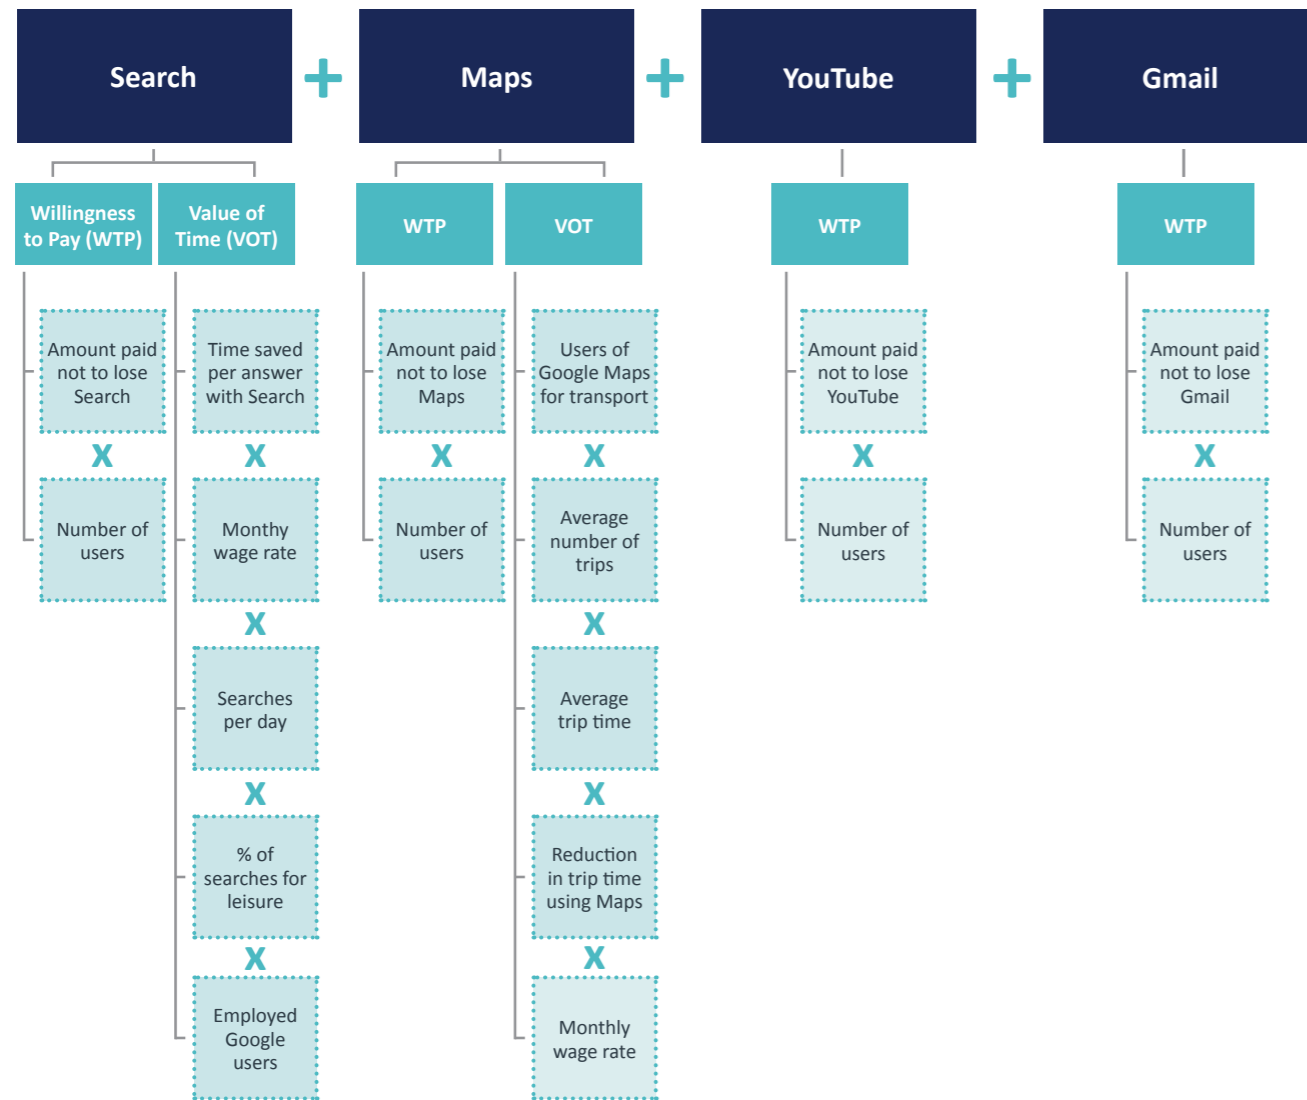 Search
+
Maps
+
YouTube
+
Gmail
Willingness
to Pay (WTP)
Value of
Time (VOT)
WTP
VOT
WTP
WTP
Amount paid
not to lose
Search
X
Number of
users
Time saved
per answer
with Search
X
Monthy
wage rate
X
Searches
per day
X
% of
searches for
leisure
X
Employed
Google
users
Amount paid
not to lose
Maps
X
Number of
users
Users of
Google Maps
for transport
X
Average
number of
trips
X
Average
trip time
X
Reduction
in trip time
using Maps
X
Monthly
wage rate
Amount paid
not to lose
YouTube
X
Number of
users
Amount paid
not to lose
Gmail
X
Number of
users